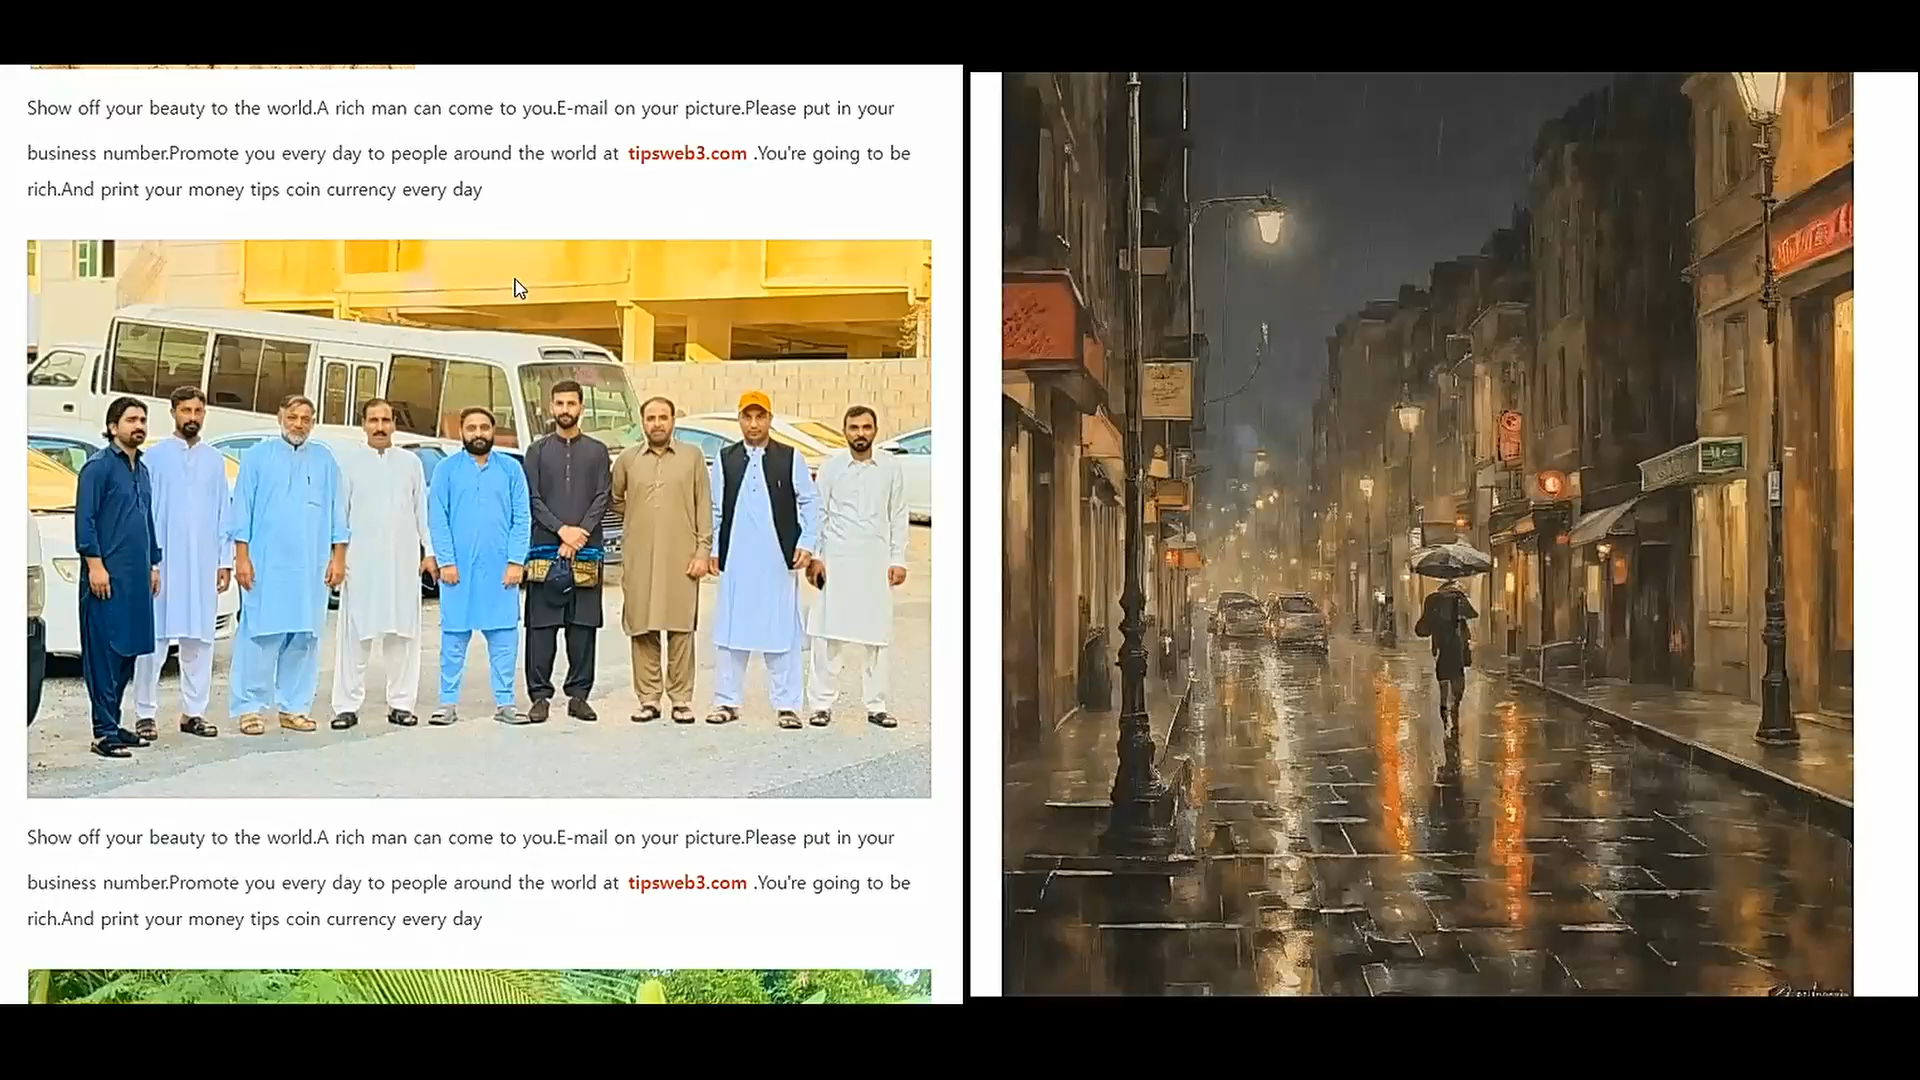 Show off your beauty to the world.A rich man can come to you.E-mail on your picture.Please put in your
business number.Promote you every day to people around the world at tipsweb3.com .You're going to be
rich.And print your money tips coin currency every day
Show off your beauty to the world.A rich man can come to you.E-mail on your picture.Please put in your
business number.Promote you every day to people around the world at tipsweb3.com .You're going to be
rich.And print your money tips coin currency every day